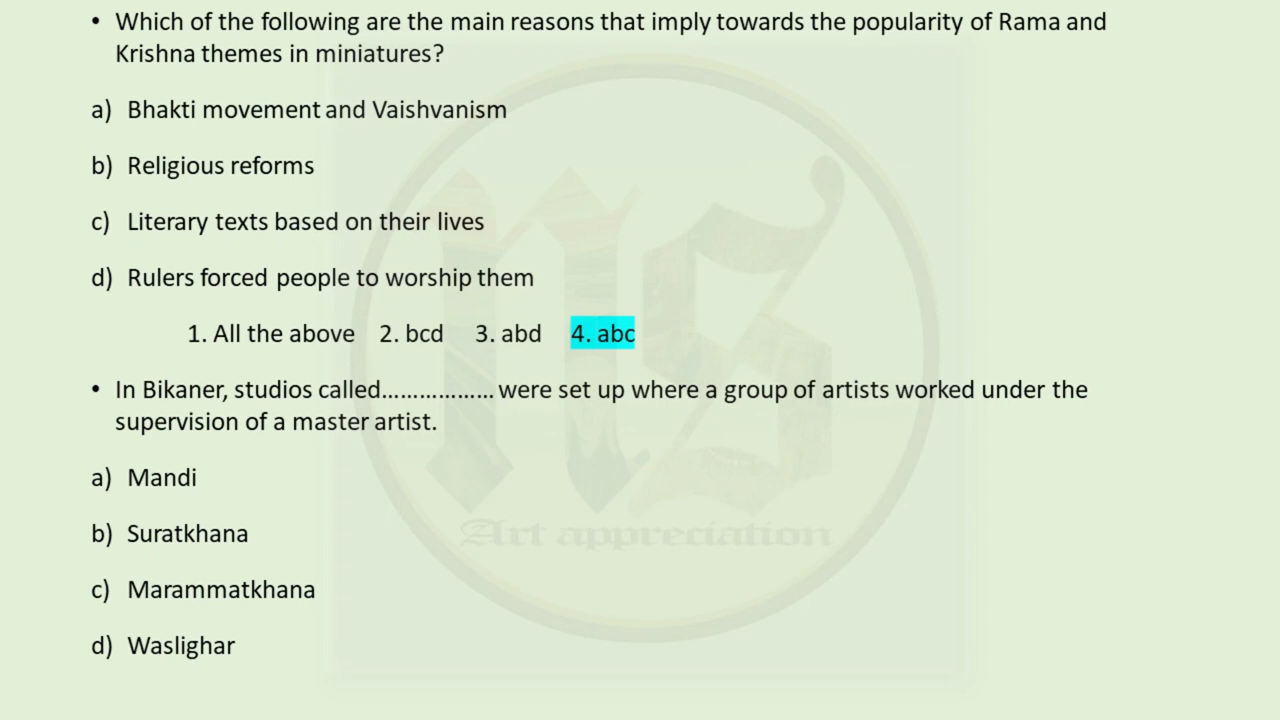 • Which of the following are the main reasons that imply towards the popularity of Rama and
Krishna themes in miniatures?
a) Bhakti movement and Vaishvanism
b) Religious reforms
c) Literary texts based on their lives
d) Rulers forced people to worship them
1. All the above 2. bcd 3. abd 4. abc
• In Bikaner, studios called.................. were set up where a group of artists worked under the
supervision of a master artist.
a) Mandi
b) Suratkhana
Art appreciation
c) Marammatkhana
d) Waslighar